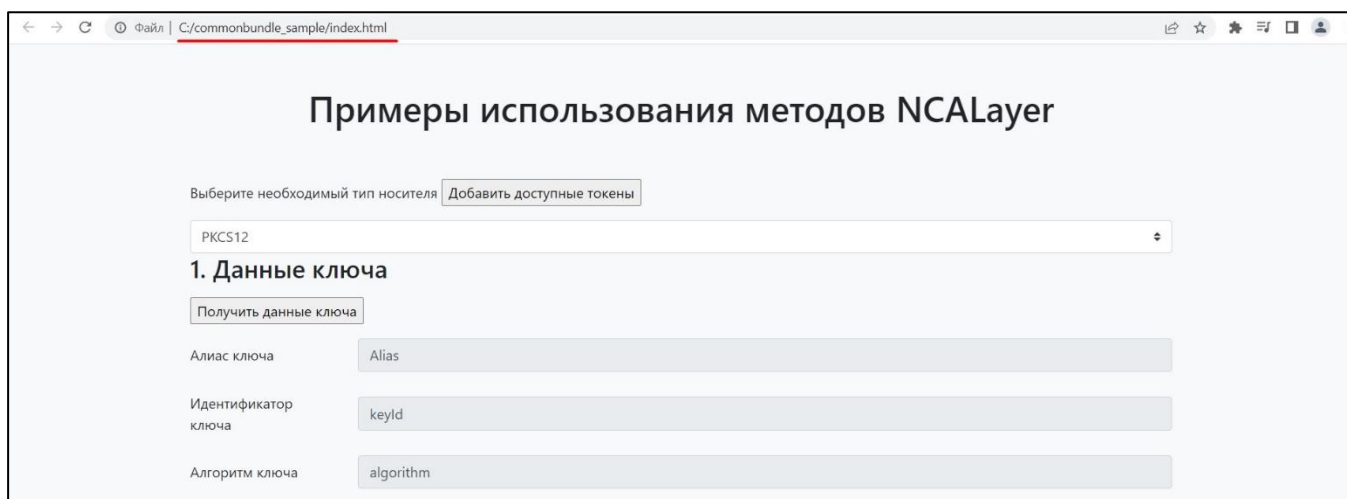 Файл | C:/commonbundle_sample/index.html
Примеры использования методов NCALayer
Выберите необходимый тип носителя Добавить доступные токены
PKCS12
1. Данные ключа
Получить данные ключа
Алиас ключа Alias
Идентификатор
ключа keyId
Алгоритм ключа algorithm